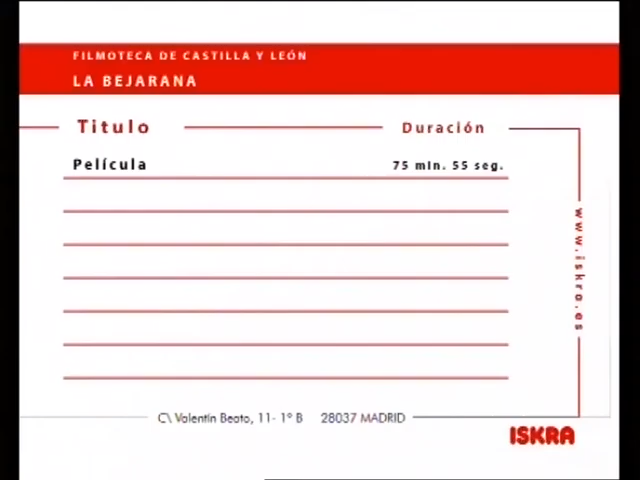 FILMOTECA DE CASTILLA Y LEÓN
LA BEJARANA
Titulo Duración
Película 75 min. 55 seg.
www.iskra.es
C\ Valentín Beato, 11- 1º B 28037 MADRID
ISKRA